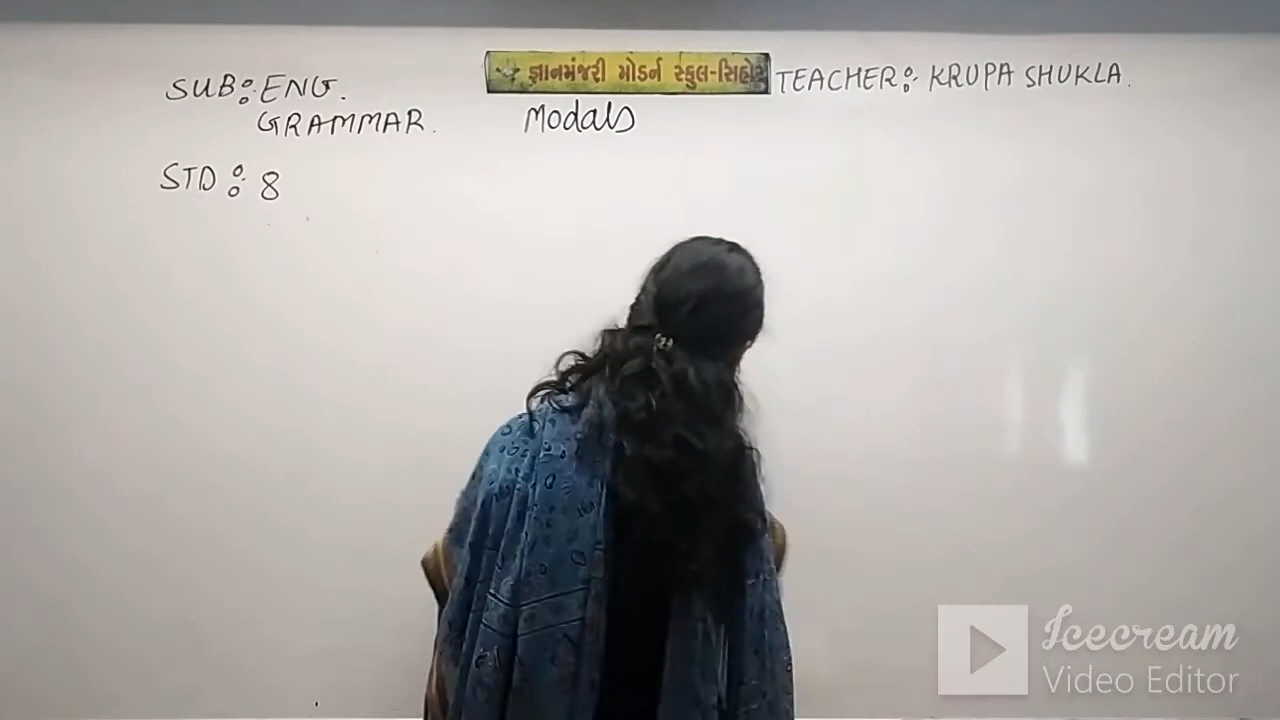 SUB: ENG.
GRAMMAR.
STD: 8
જ્ઞાનમંજરી મોડર્ન સ્કુલ-સિહોર
Modals
TEACHER: KRUPA SHUKLA.
Icecream
Video Editor